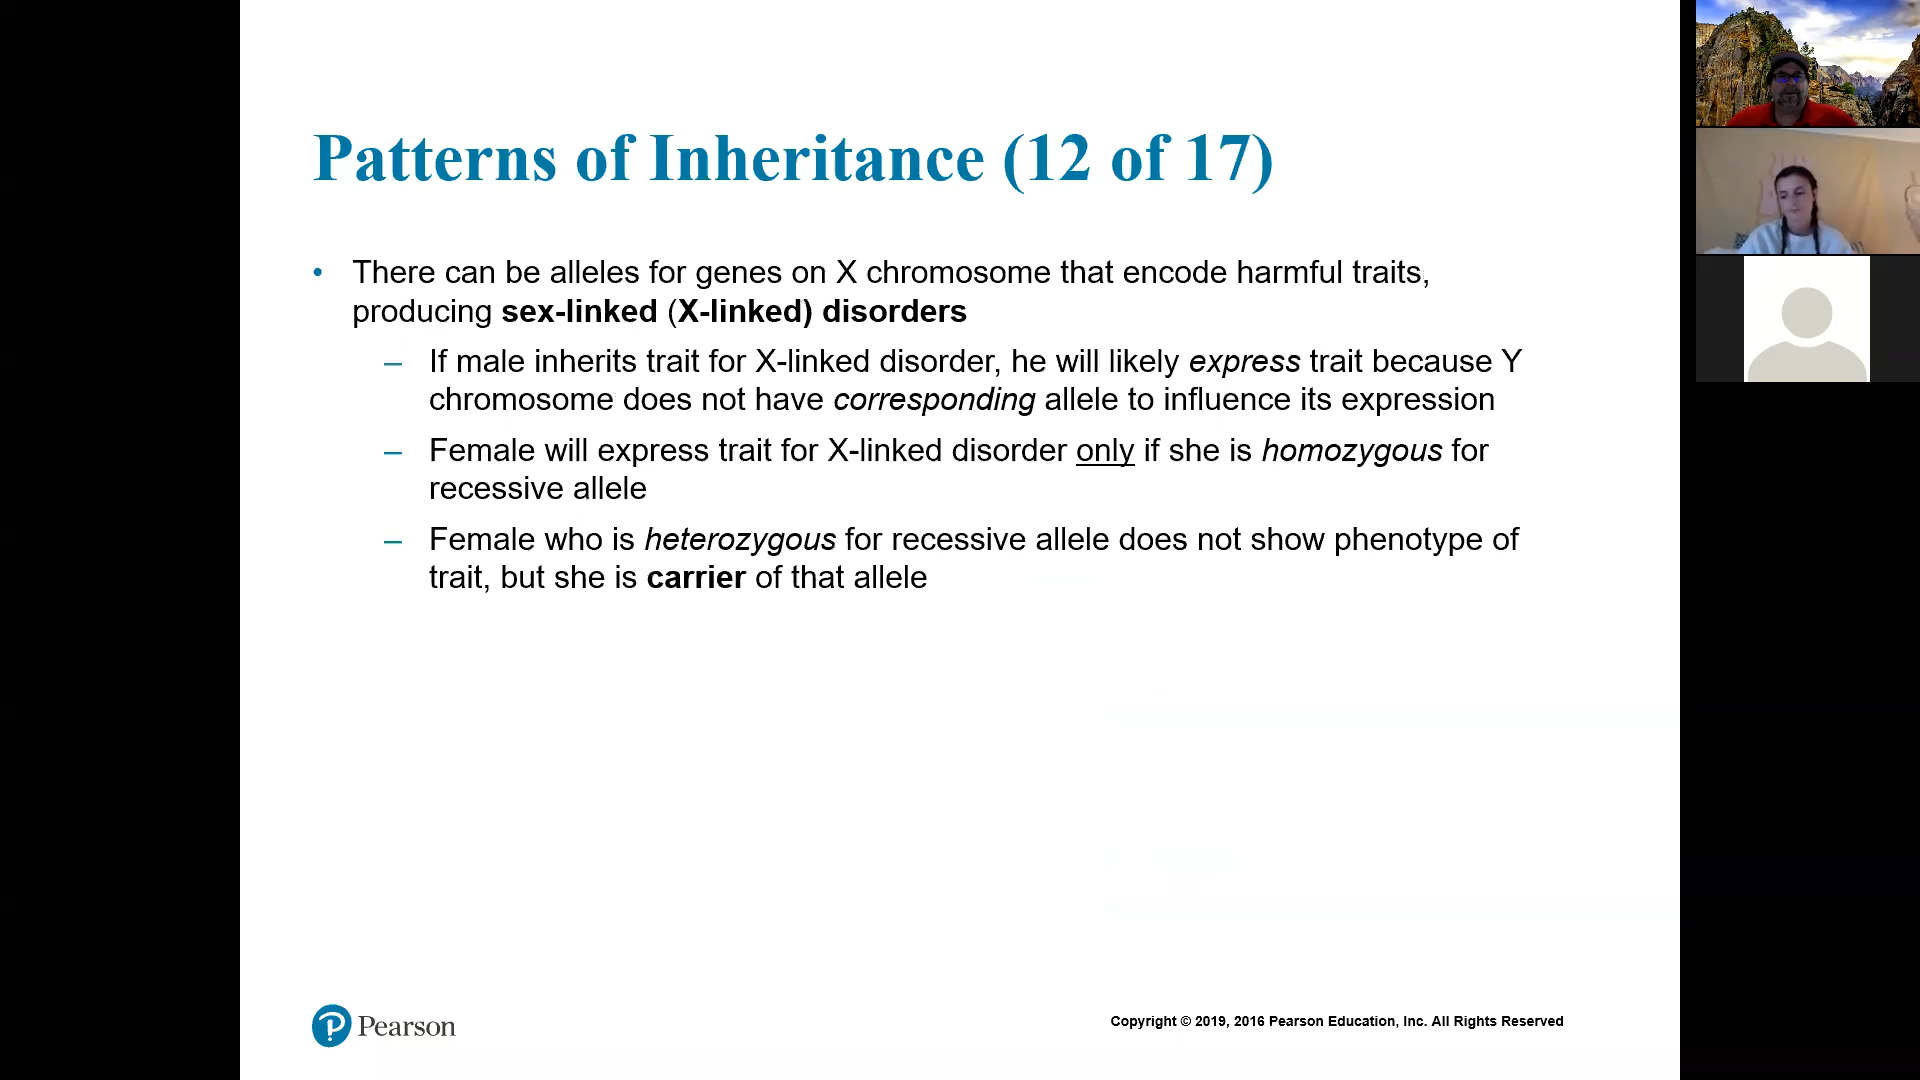 Patterns of Inheritance (12 of 17)
• There can be alleles for genes on X chromosome that encode harmful traits,
producing sex-linked (X-linked) disorders
– If male inherits trait for X-linked disorder, he will likely express trait because Y
chromosome does not have corresponding allele to influence its expression
– Female will express trait for X-linked disorder only if she is homozygous for
recessive allele
– Female who is heterozygous for recessive allele does not show phenotype of
trait, but she is carrier of that allele
Pearson
Copyright © 2019, 2016 Pearson Education, Inc. All Rights Reserved